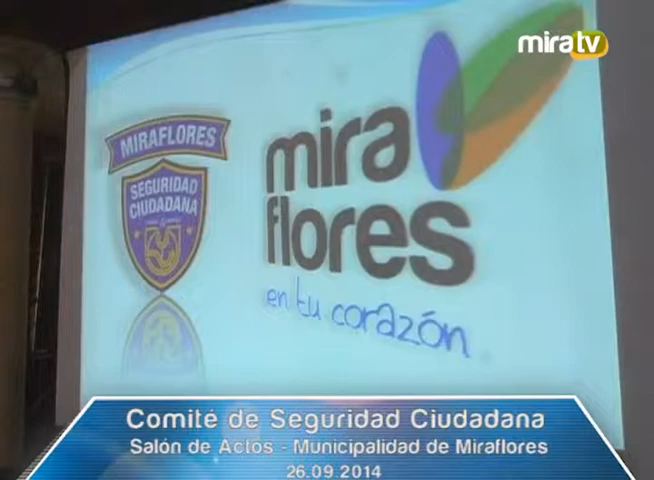 miratv
MIRAFLORES
SEGURIDAD
CIUDADANA
mira
flores
en tu corazón
Comité de Seguridad Ciudadana
Salón de Actos - Municipalidad de Miraflores
26.09.2014